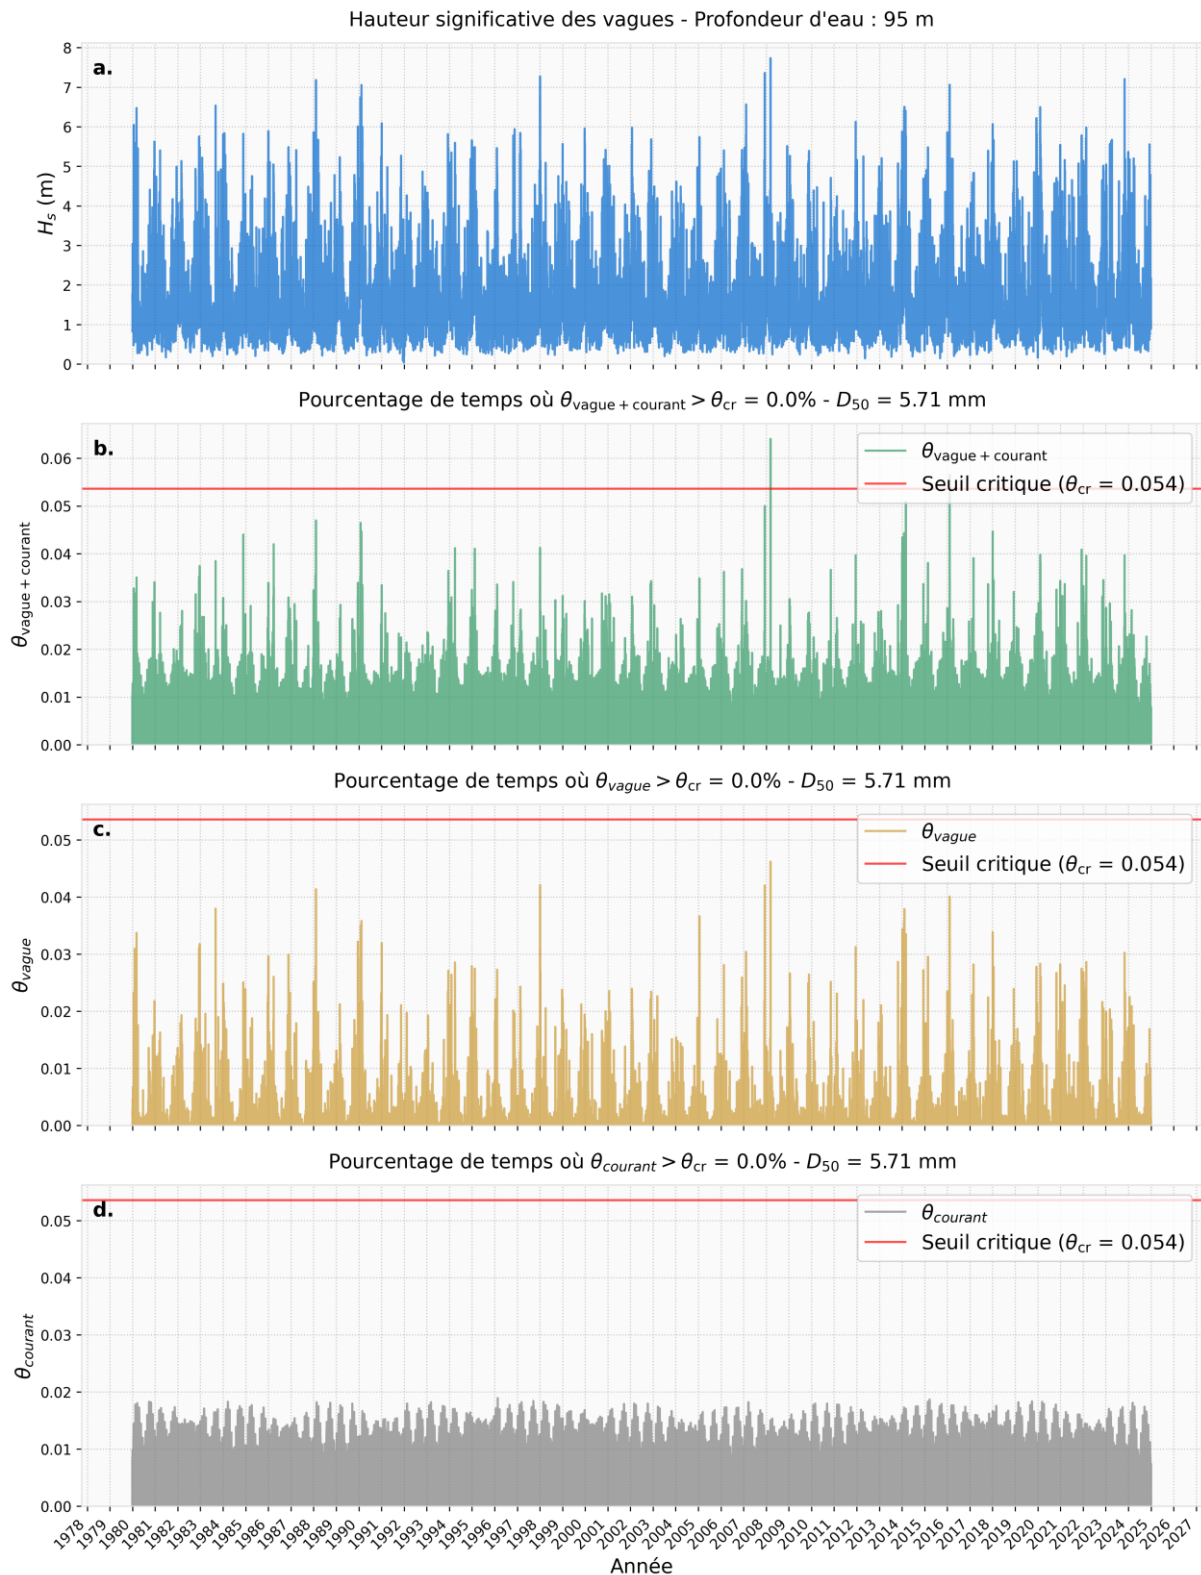 Hauteur significative des vagues - Profondeur d'eau : 95 m
a.
8
7
6
5
4
3
2
1
0
H_s (m)
Pourcentage de temps où θ_vague + courant > θ_cr = 0.0% - D_50 = 5.71 mm
b.
θ_vague + courant
Seuil critique (θ_cr = 0.054)
0.06
0.05
0.04
0.03
0.02
0.01
0.00
θ_vague + courant
Pourcentage de temps où θ_vague > θ_cr = 0.0% - D_50 = 5.71 mm
c.
θ_vague
Seuil critique (θ_cr = 0.054)
0.05
0.04
0.03
0.02
0.01
0.00
θ_vague
Pourcentage de temps où θ_courant > θ_cr = 0.0% - D_50 = 5.71 mm
d.
θ_courant
Seuil critique (θ_cr = 0.054)
0.05
0.04
0.03
0.02
0.01
0.00
θ_courant
1978 1979 1980 1981 1982 1983 1984 1985 1986 1987 1988 1989 1990 1991 1992 1993 1994 1995 1996 1998 1999 2000 2001 2002 2003 2004 2005 2006 2007 2008 2009 2010 2011 2012 2013 2014 2015 2016 2017 2018 2019 2020 2021 2022 2023 2024 2025 2026 2027
Année